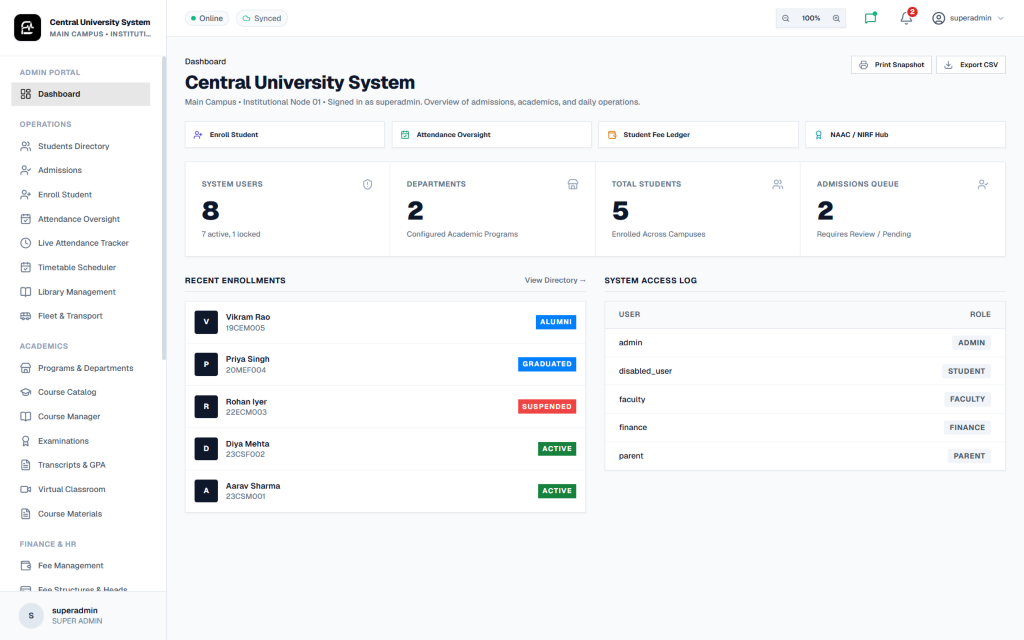 Central University System
MAIN CAMPUS • INSTITUTI...
ADMIN PORTAL
Dashboard
OPERATIONS
Students Directory
Admissions
Enroll Student
Attendance Oversight
Live Attendance Tracker
Timetable Scheduler
Library Management
Fleet & Transport
ACADEMICS
Programs & Departments
Course Catalog
Course Manager
Examinations
Transcripts & GPA
Virtual Classroom
Course Materials
FINANCE & HR
Fee Management
Fee Structures & Heads
S
superadmin
SUPER ADMIN
Online
Synced
100%
2
superadmin
Dashboard
Central University System
Main Campus • Institutional Node 01 • Signed in as superadmin. Overview of admissions, academics, and daily operations.
Print Snapshot
Export CSV
Enroll Student
Attendance Oversight
Student Fee Ledger
NAAC / NIRF Hub
SYSTEM USERS
8
7 active, 1 locked
DEPARTMENTS
2
Configured Academic Programs
TOTAL STUDENTS
5
Enrolled Across Campuses
ADMISSIONS QUEUE
2
Requires Review / Pending
RECENT ENROLLMENTS
View Directory →
V
Vikram Rao
19CEM005
ALUMNI
P
Priya Singh
20MEF004
GRADUATED
R
Rohan Iyer
22ECM003
SUSPENDED
D
Diya Mehta
23CSF002
ACTIVE
A
Aarav Sharma
23CSM001
ACTIVE
SYSTEM ACCESS LOG
USER ROLE
admin ADMIN
disabled_user STUDENT
faculty FACULTY
finance FINANCE
parent PARENT